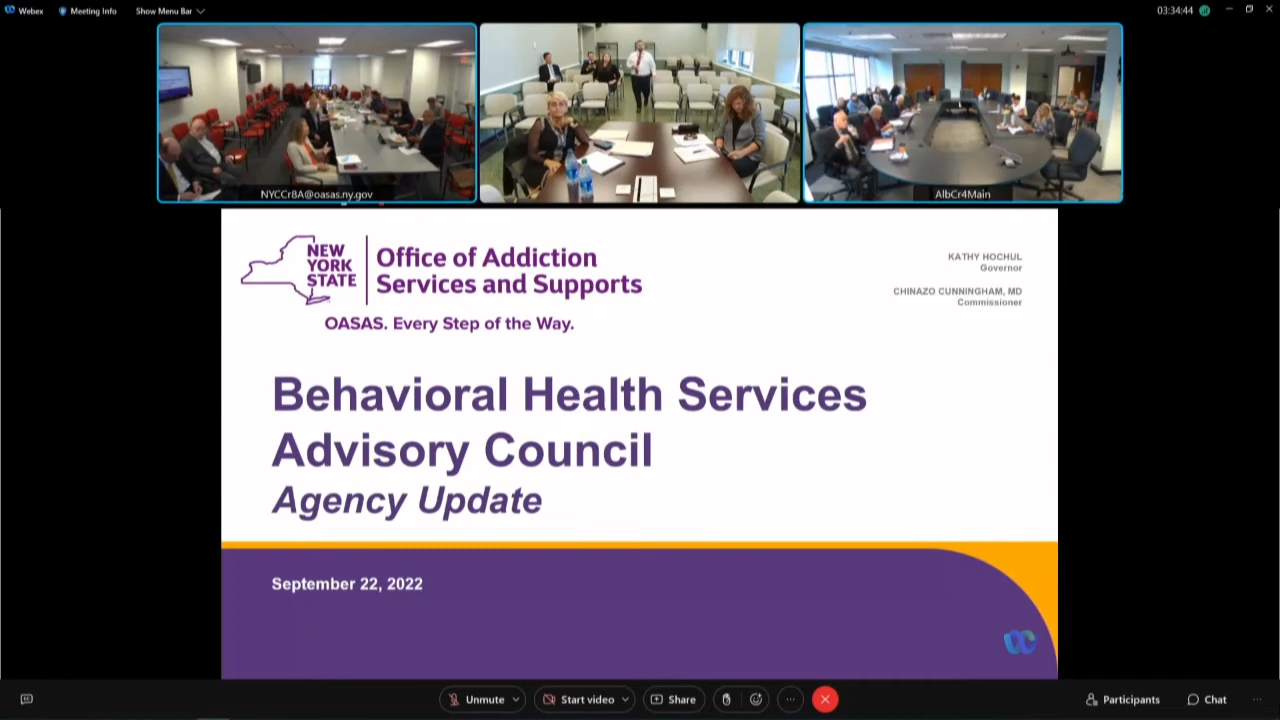 Webex
Meeting Info
Show Menu Bar
03:34:44
NYCCr8A@oasas.ny.gov
AlbCr4Main
NEW
YORK
STATE
Office of Addiction
Services and Supports
OASAS. Every Step of the Way.
KATHY HOCHUL
Governor
CHINAZO CUNNINGHAM, MD
Commissioner
Behavioral Health Services
Advisory Council
Agency Update
September 22, 2022
Unmute
Start video
Share
Participants
Chat